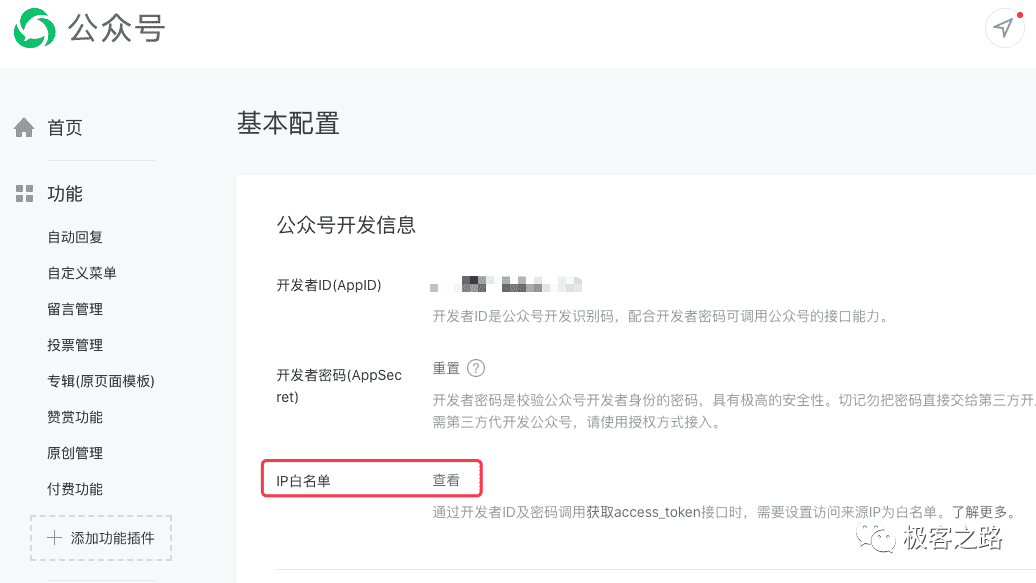 公众号
首页
基本配置
功能
自动回复
自定义菜单
留言管理
投票管理
专辑(原页面模板)
赞赏功能
原创管理
付费功能
添加功能插件
公众号开发信息
开发者ID(AppID)
开发者ID是公众号开发识别码，配合开发者密码可调用公众号的接口能力。
开发者密码(AppSec
ret)
重置 ?
开发者密码是校验公众号开发者身份的密码，具有极高的安全性。切记勿把密码直接交给第三方开
需第三方代开发公众号，请使用授权方式接入。
IP白名单 查看
通过开发者ID及密码调用获取access_token接口时，需要设置访问来源IP为白名单。了解更多。
极客之路